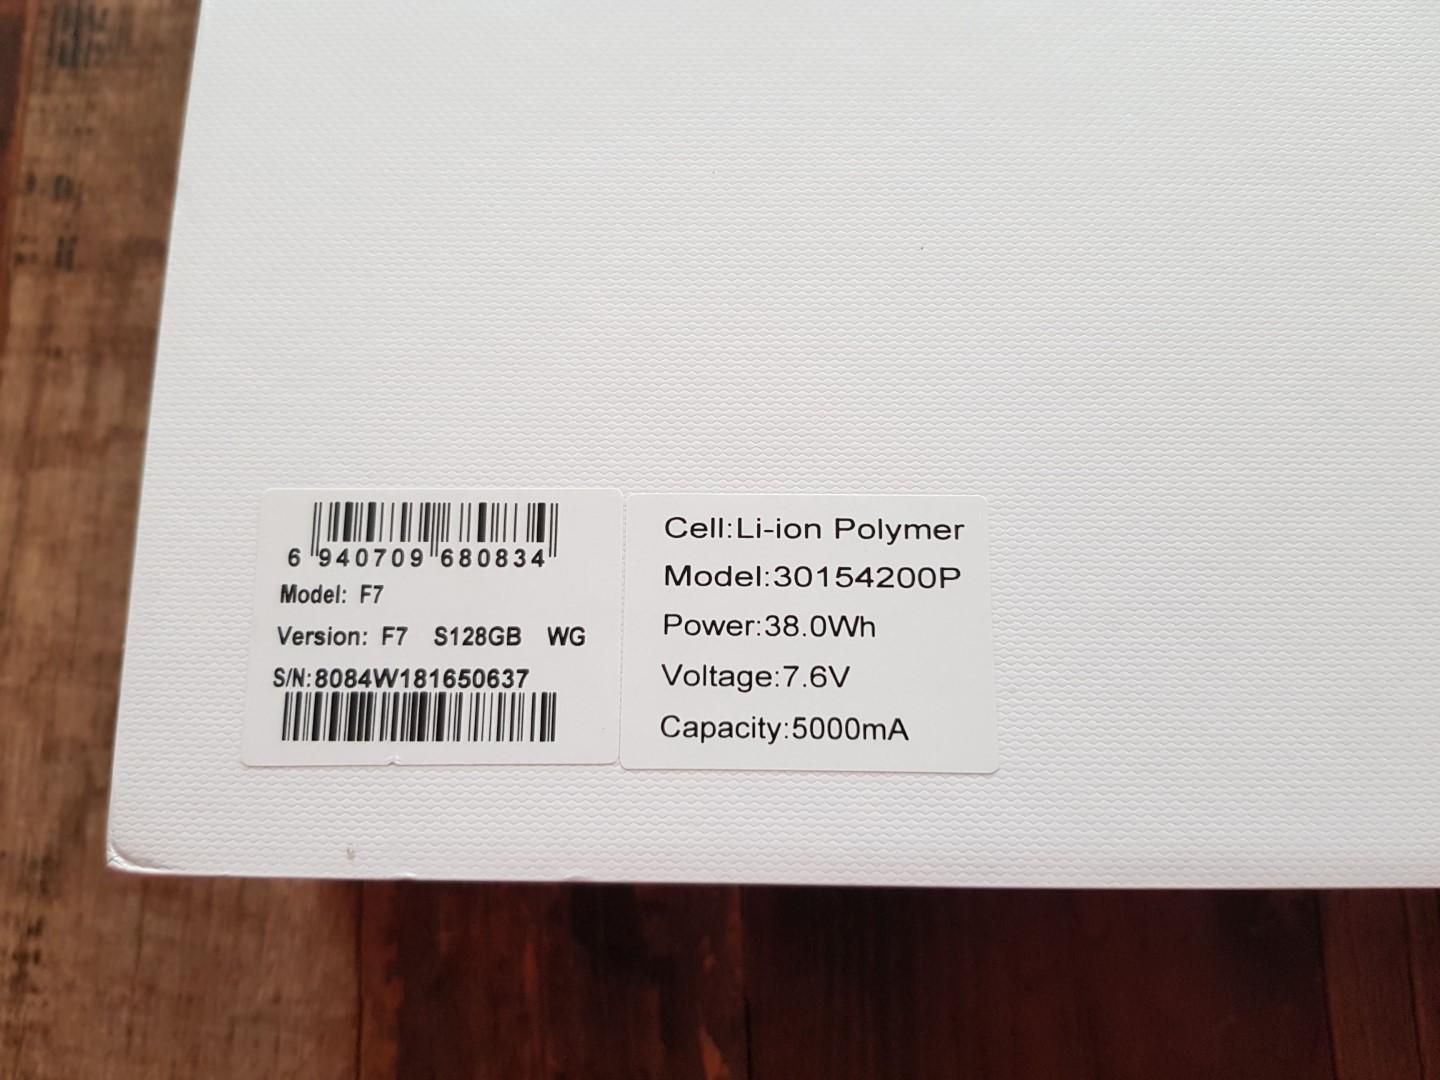 6 940709 680834
Model: F7
Version: F7 S128GB WG
S/N:8084W181650637
Cell:Li-ion Polymer
Model:30154200P
Power:38.0Wh
Voltage:7.6V
Capacity:5000mA